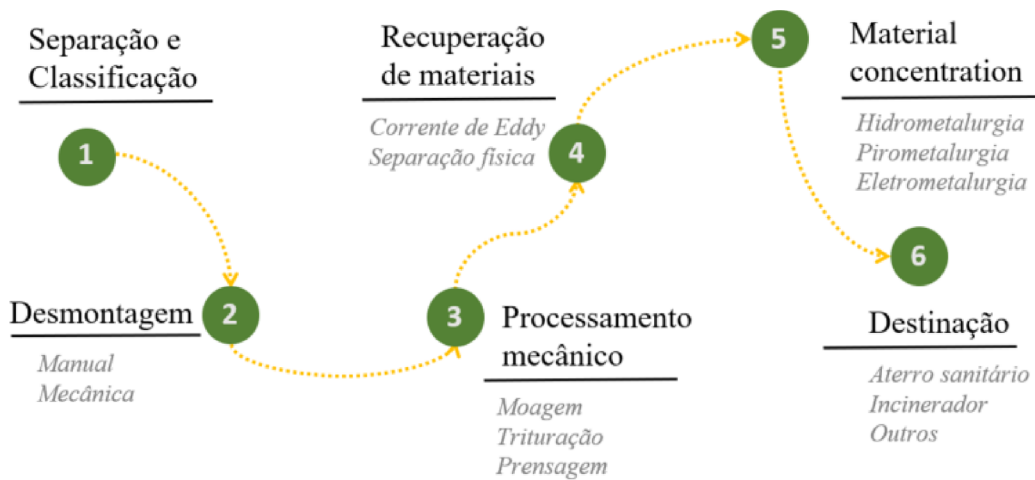 Separação e
Classificação
1
Desmontagem
2
Manual
Mecânica
3
Processamento
mecânico
Moagem
Trituração
Prensagem
Recuperação
de materiais
Corrente de Eddy
Separação física
4
5
Material
concentration
Hidrometalurgia
Pirometalurgia
Eletrometalurgia
6
Destinação
Aterro sanitário
Incinerador
Outros